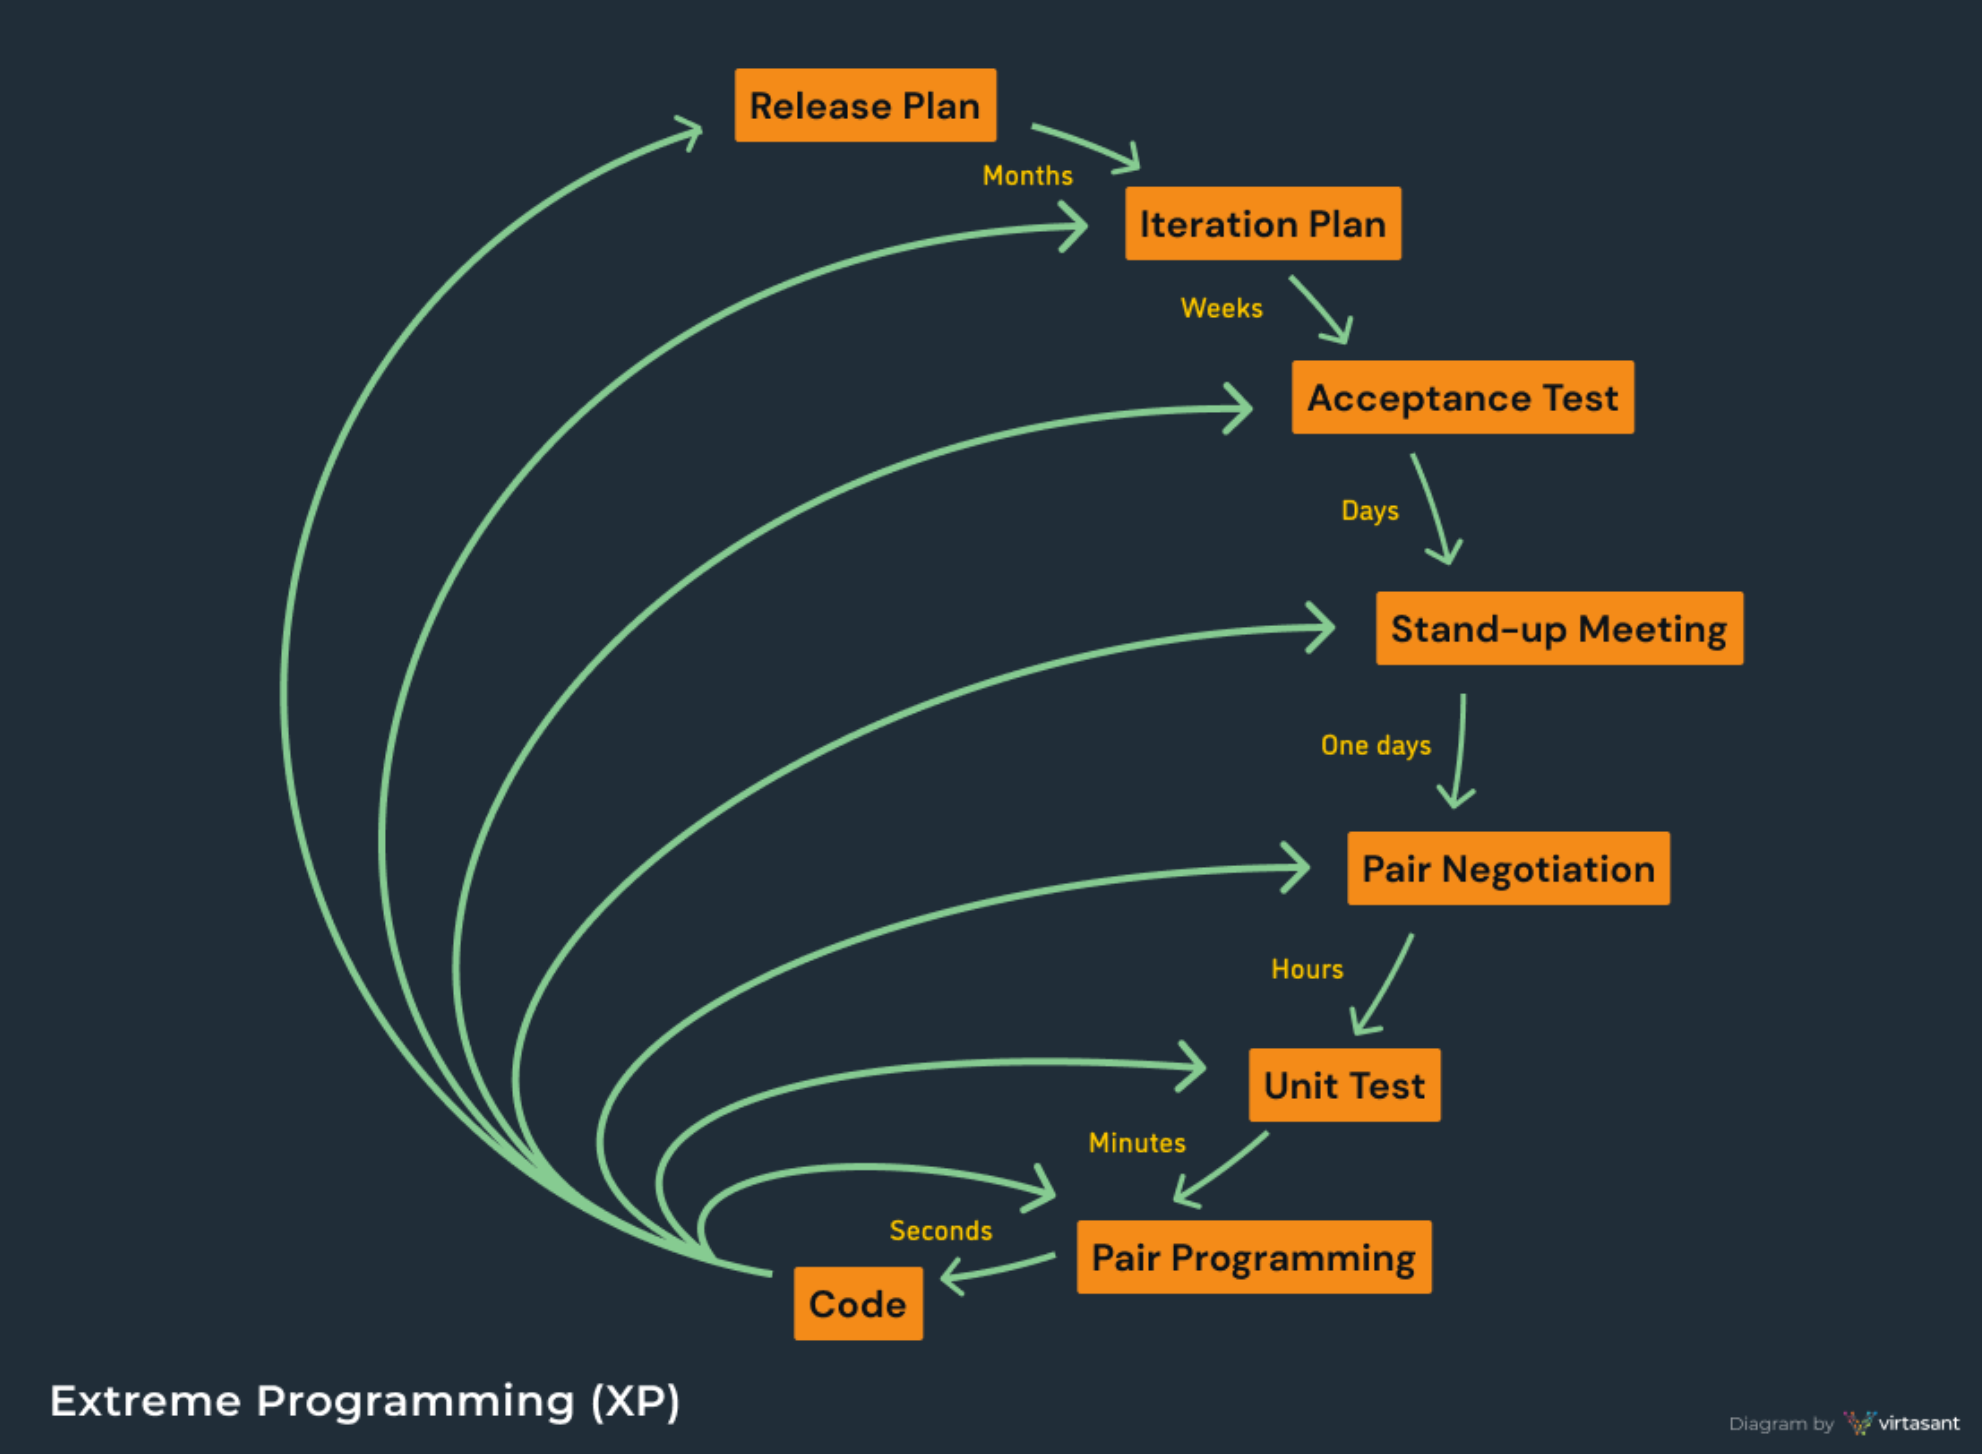 Release Plan
Months
Iteration Plan
Weeks
Acceptance Test
Days
Stand-up Meeting
One days
Pair Negotiation
Hours
Unit Test
Minutes
Pair Programming
Seconds
Code
Extreme Programming (XP)
Diagram by virtasant